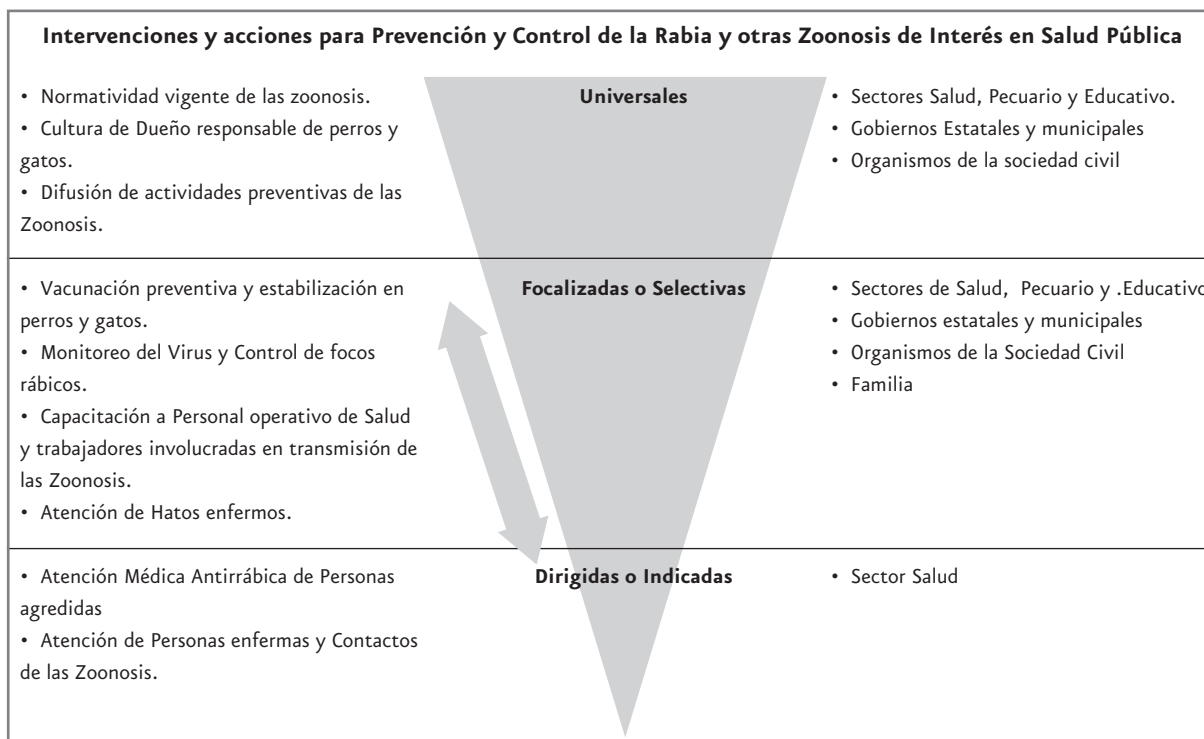 Intervenciones y acciones para Prevención y Control de la Rabia y otras Zoonosis de Interés en Salud Pública
• Normatividad vigente de las zoonosis.
• Cultura de Dueño responsable de perros y
gatos.
• Difusión de actividades preventivas de las
Zoonosis.
Universales
• Sectores Salud, Pecuario y Educativo.
• Gobiernos Estatales y municipales
• Organismos de la sociedad civil
• Vacunación preventiva y estabilización en
perros y gatos.
• Monitoreo del Virus y Control de focos
rábicos.
• Capacitación a Personal operativo de Salud
y trabajadores involucradas en transmisión de
las Zoonosis.
• Atención de Hatos enfermos.
Focalizadas o Selectivas
• Sectores de Salud, Pecuario y .Educativo
• Gobiernos estatales y municipales
• Organismos de la Sociedad Civil
• Familia
• Atención Médica Antirrábica de Personas
agredidas
• Atención de Personas enfermas y Contactos
de las Zoonosis.
Dirigidas o Indicadas
• Sector Salud